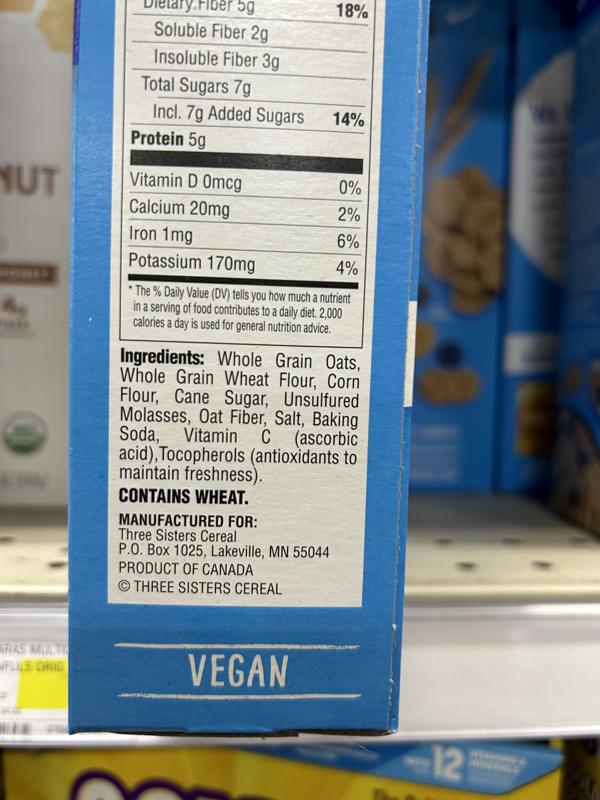 Dietary Fiber 5g 18%
Soluble Fiber 2g
Insoluble Fiber 3g
Total Sugars 7g
Incl. 7g Added Sugars 14%
Protein 5g
Vitamin D 0mcg 0%
Calcium 20mg 2%
Iron 1mg 6%
Potassium 170mg 4%
* The % Daily Value (DV) tells you how much a nutrient
in a serving of food contributes to a daily diet. 2,000
calories a day is used for general nutrition advice.
Ingredients: Whole Grain Oats,
Whole Grain Wheat Flour, Corn
Flour, Cane Sugar, Unsulfured
Molasses, Oat Fiber, Salt, Baking
Soda, Vitamin C (ascorbic
acid),Tocopherols (antioxidants to
maintain freshness).
CONTAINS WHEAT.
MANUFACTURED FOR:
Three Sisters Cereal
P.O. Box 1025, Lakeville, MN 55044
PRODUCT OF CANADA
© THREE SISTERS CEREAL
VEGAN
NUT
12